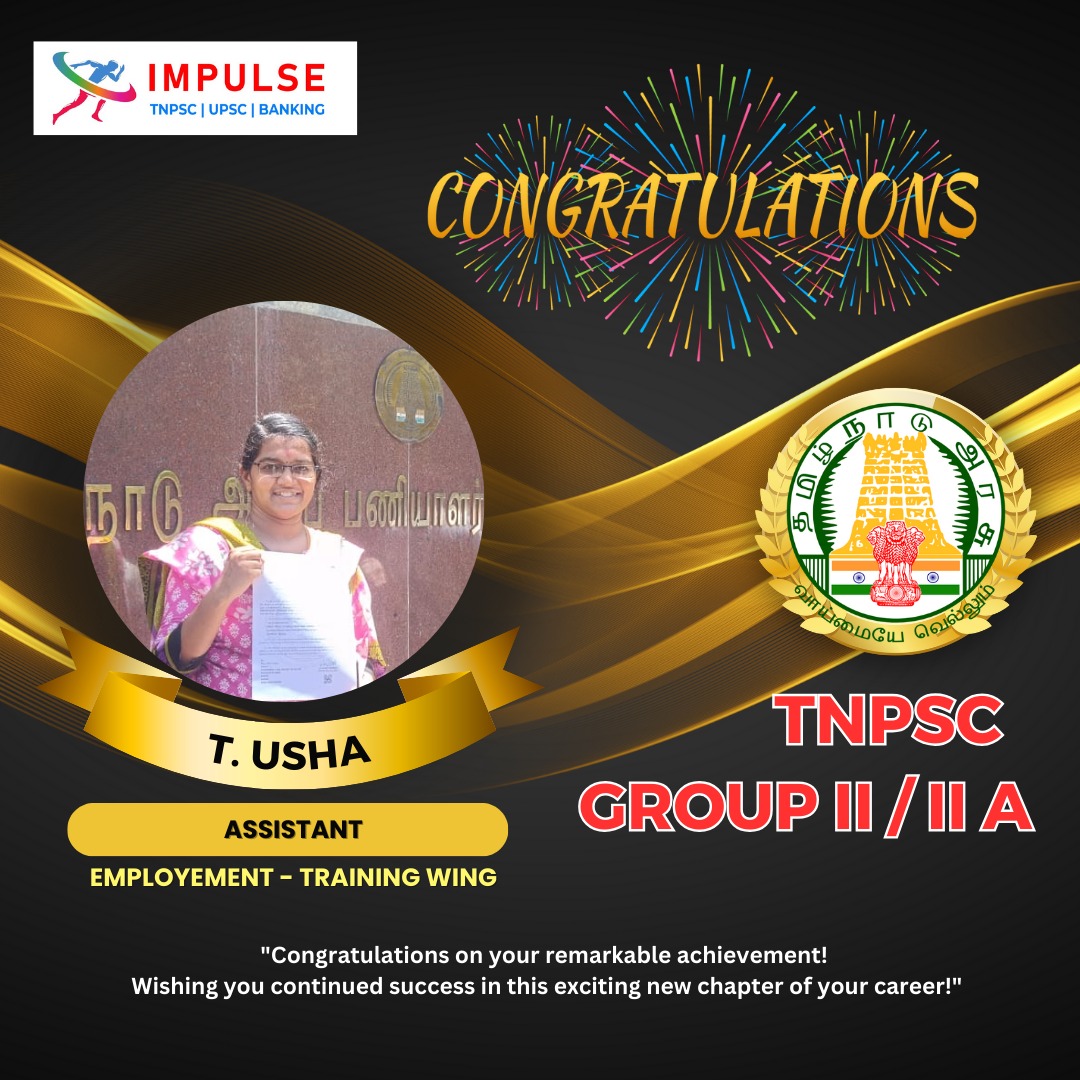 IMPULSE
TNPSC | UPSC | BANKING
CONGRATULATIONS
நாடு அ
பணியாளர்
தமிழ்நாடு அரசு
வாய்மையே வெல்லும்
T. USHA
ASSISTANT
EMPLOYEMENT - TRAINING WING
TNPSC
GROUP II / II A
"Congratulations on your remarkable achievement!
Wishing you continued success in this exciting new chapter of your career!"